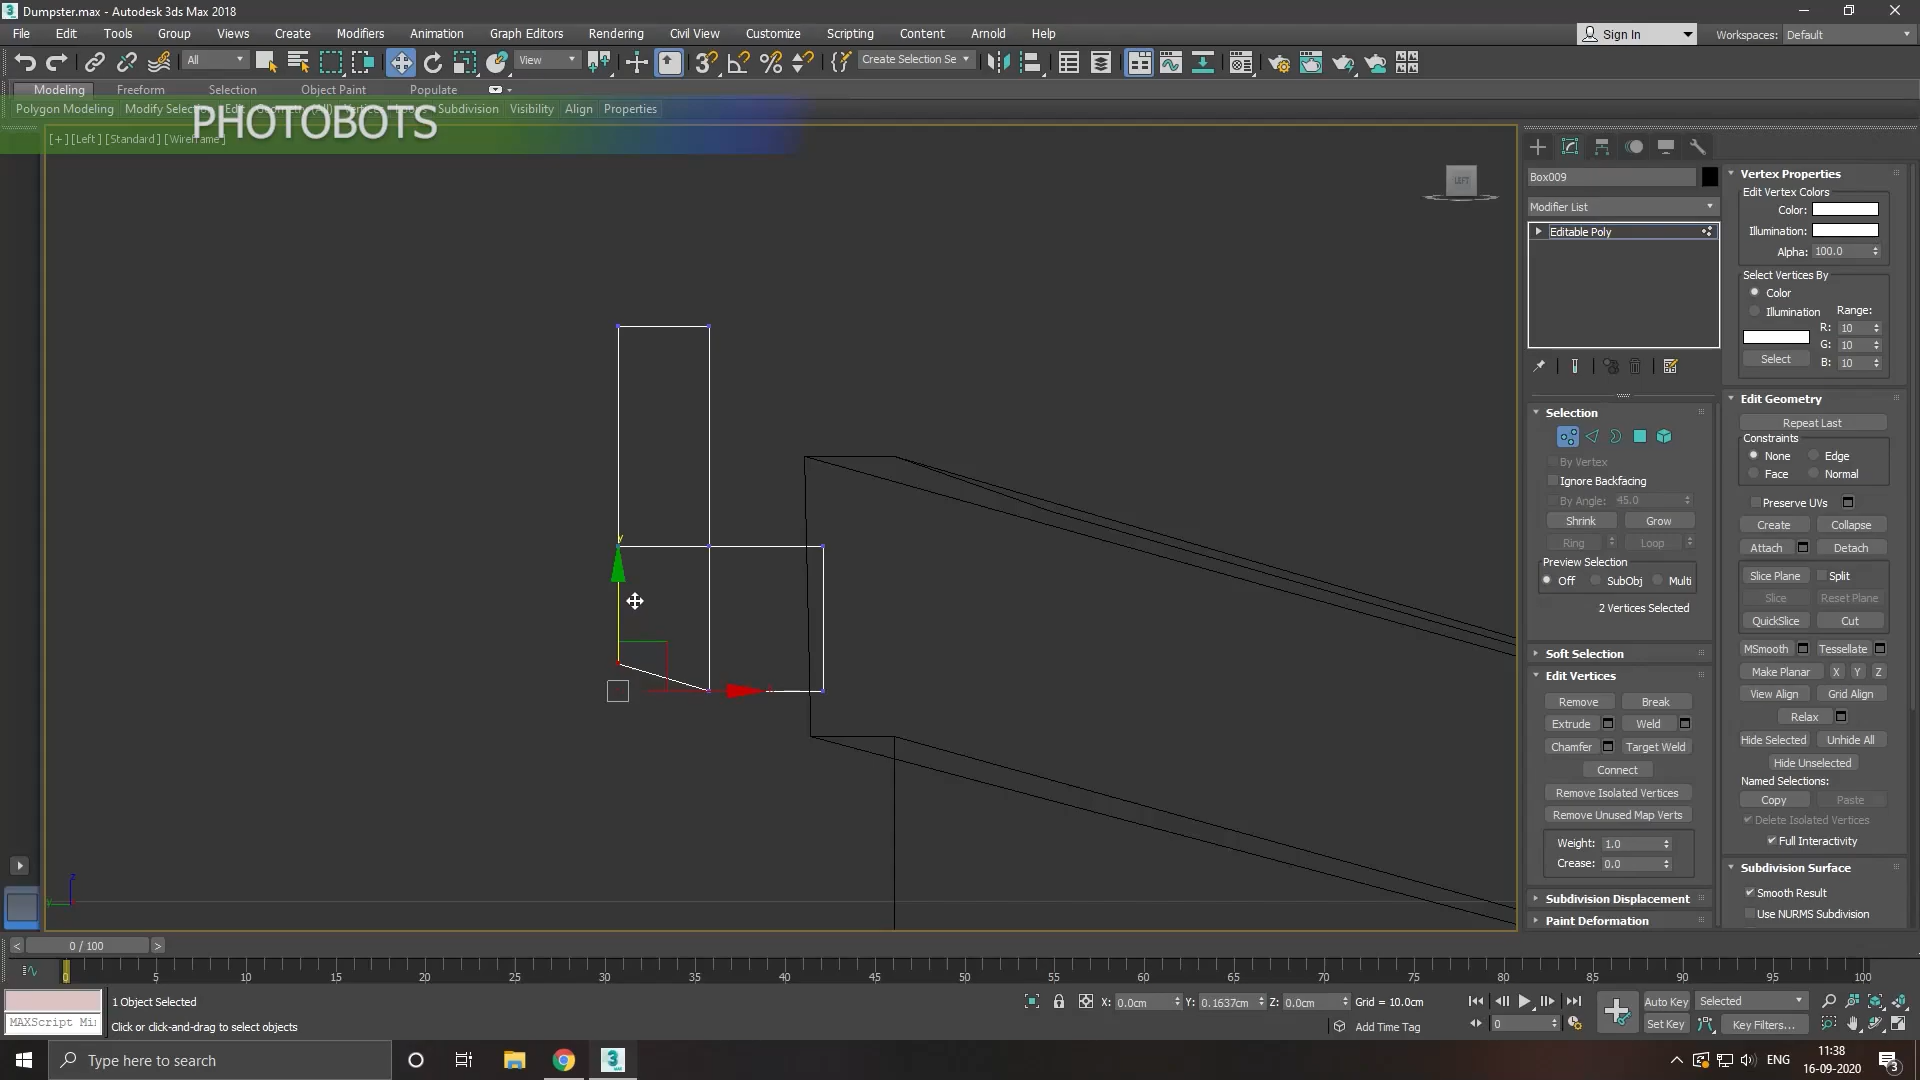 Dumpster.max - Autodesk 3ds Max 2018
File Edit Tools Group Views Create Modifiers Animation Graph Editors Rendering Civil View Customize Scripting Content Arnold Help
Sign In Workspaces: Default
All View Create Selection Se
Modeling Freeform Selection Object Paint Populate
Polygon Modeling Modify Selection Edit Subdivision Visibility Align Properties
PHOTOBOTS
[+] [Left] [Standard] [Wireframe]
LEFT
Box009
Modifier List
Editable Poly
Selection
By Vertex
Ignore Backfacing
By Angle: 45.0
Shrink Grow
Ring Loop
Preview Selection
Off SubObj Multi
2 Vertices Selected
Soft Selection
Edit Vertices
Remove Break
Extrude Weld
Chamfer Target Weld
Connect
Remove Isolated Vertices
Remove Unused Map Verts
Weight: 1.0
Crease: 0.0
Subdivision Displacement
Paint Deformation
Vertex Properties
Edit Vertex Colors
Color:
Illumination:
Alpha: 100.0
Select Vertices By
Color
Illumination Range:
R: 10
G: 10
Select B: 10
Edit Geometry
Repeat Last
Constraints
None Edge
Face Normal
Preserve UVs
Create Collapse
Attach Detach
Slice Plane Split
Slice Reset Plane
QuickSlice Cut
MSmooth Tessellate
Make Planar X Y Z
View Align Grid Align
Relax
Hide Selected Unhide All
Hide Unselected
Named Selections:
Copy Paste
Delete Isolated Vertices
Full Interactivity
Subdivision Surface
Smooth Result
Use NURMS Subdivision
y
z
y
< 0 / 100 >
0 5 10 15 20 25 30 35 40 45 50 55 60 65 70 75 80 85 90 95 100
1 Object Selected X: 0.0cm Y: 0.1637cm Z: 0.0cm Grid = 10.0cm Auto Key Selected
MAXScript Mi Click or click-and-drag to select objects Add Time Tag 0 Set Key Key Filters...
Type here to search ENG 11:38
16-09-2020
3